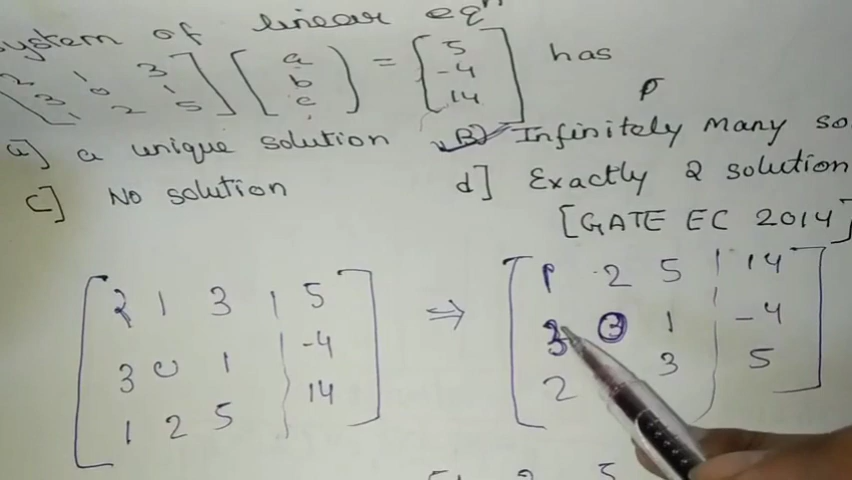 system of linear eqn
2 1 3 a = 5 has
3 0 1 b -4
1 2 5 c 14
P
a] a unique solution (B) Infinitely many so
c] No solution d] Exactly 2 solution
[GATE EC 2014]
2 1 3 | 5 ⇒ 1 2 5 | 14
3 0 1 | -4 3 1 | -4
1 2 5 | 14 2 3 | 5